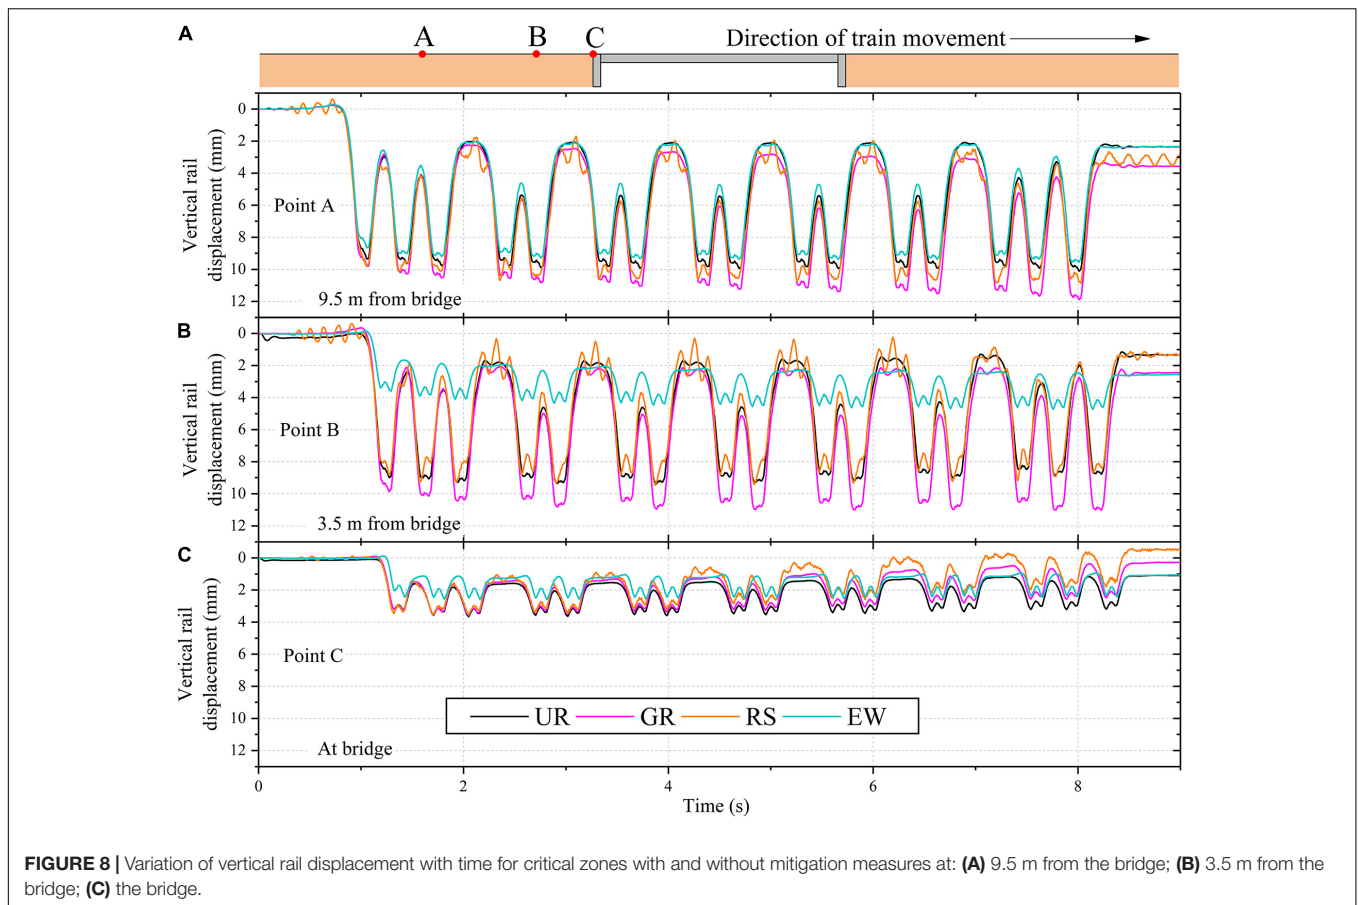 A
A B C Direction of train movement
0
2
4
6
8
10
12
Vertical rail
displacement (mm)
Point A
9.5 m from bridge
B
0
2
4
6
8
10
12
Vertical rail
displacement (mm)
Point B
3.5 m from bridge
C
0
2
4
6
8
10
12
Vertical rail
displacement (mm)
Point C
UR GR RS EW
At bridge
0 2 4 6 8
Time (s)
FIGURE 8 | Variation of vertical rail displacement with time for critical zones with and without mitigation measures at: (A) 9.5 m from the bridge; (B) 3.5 m from the
bridge; (C) the bridge.